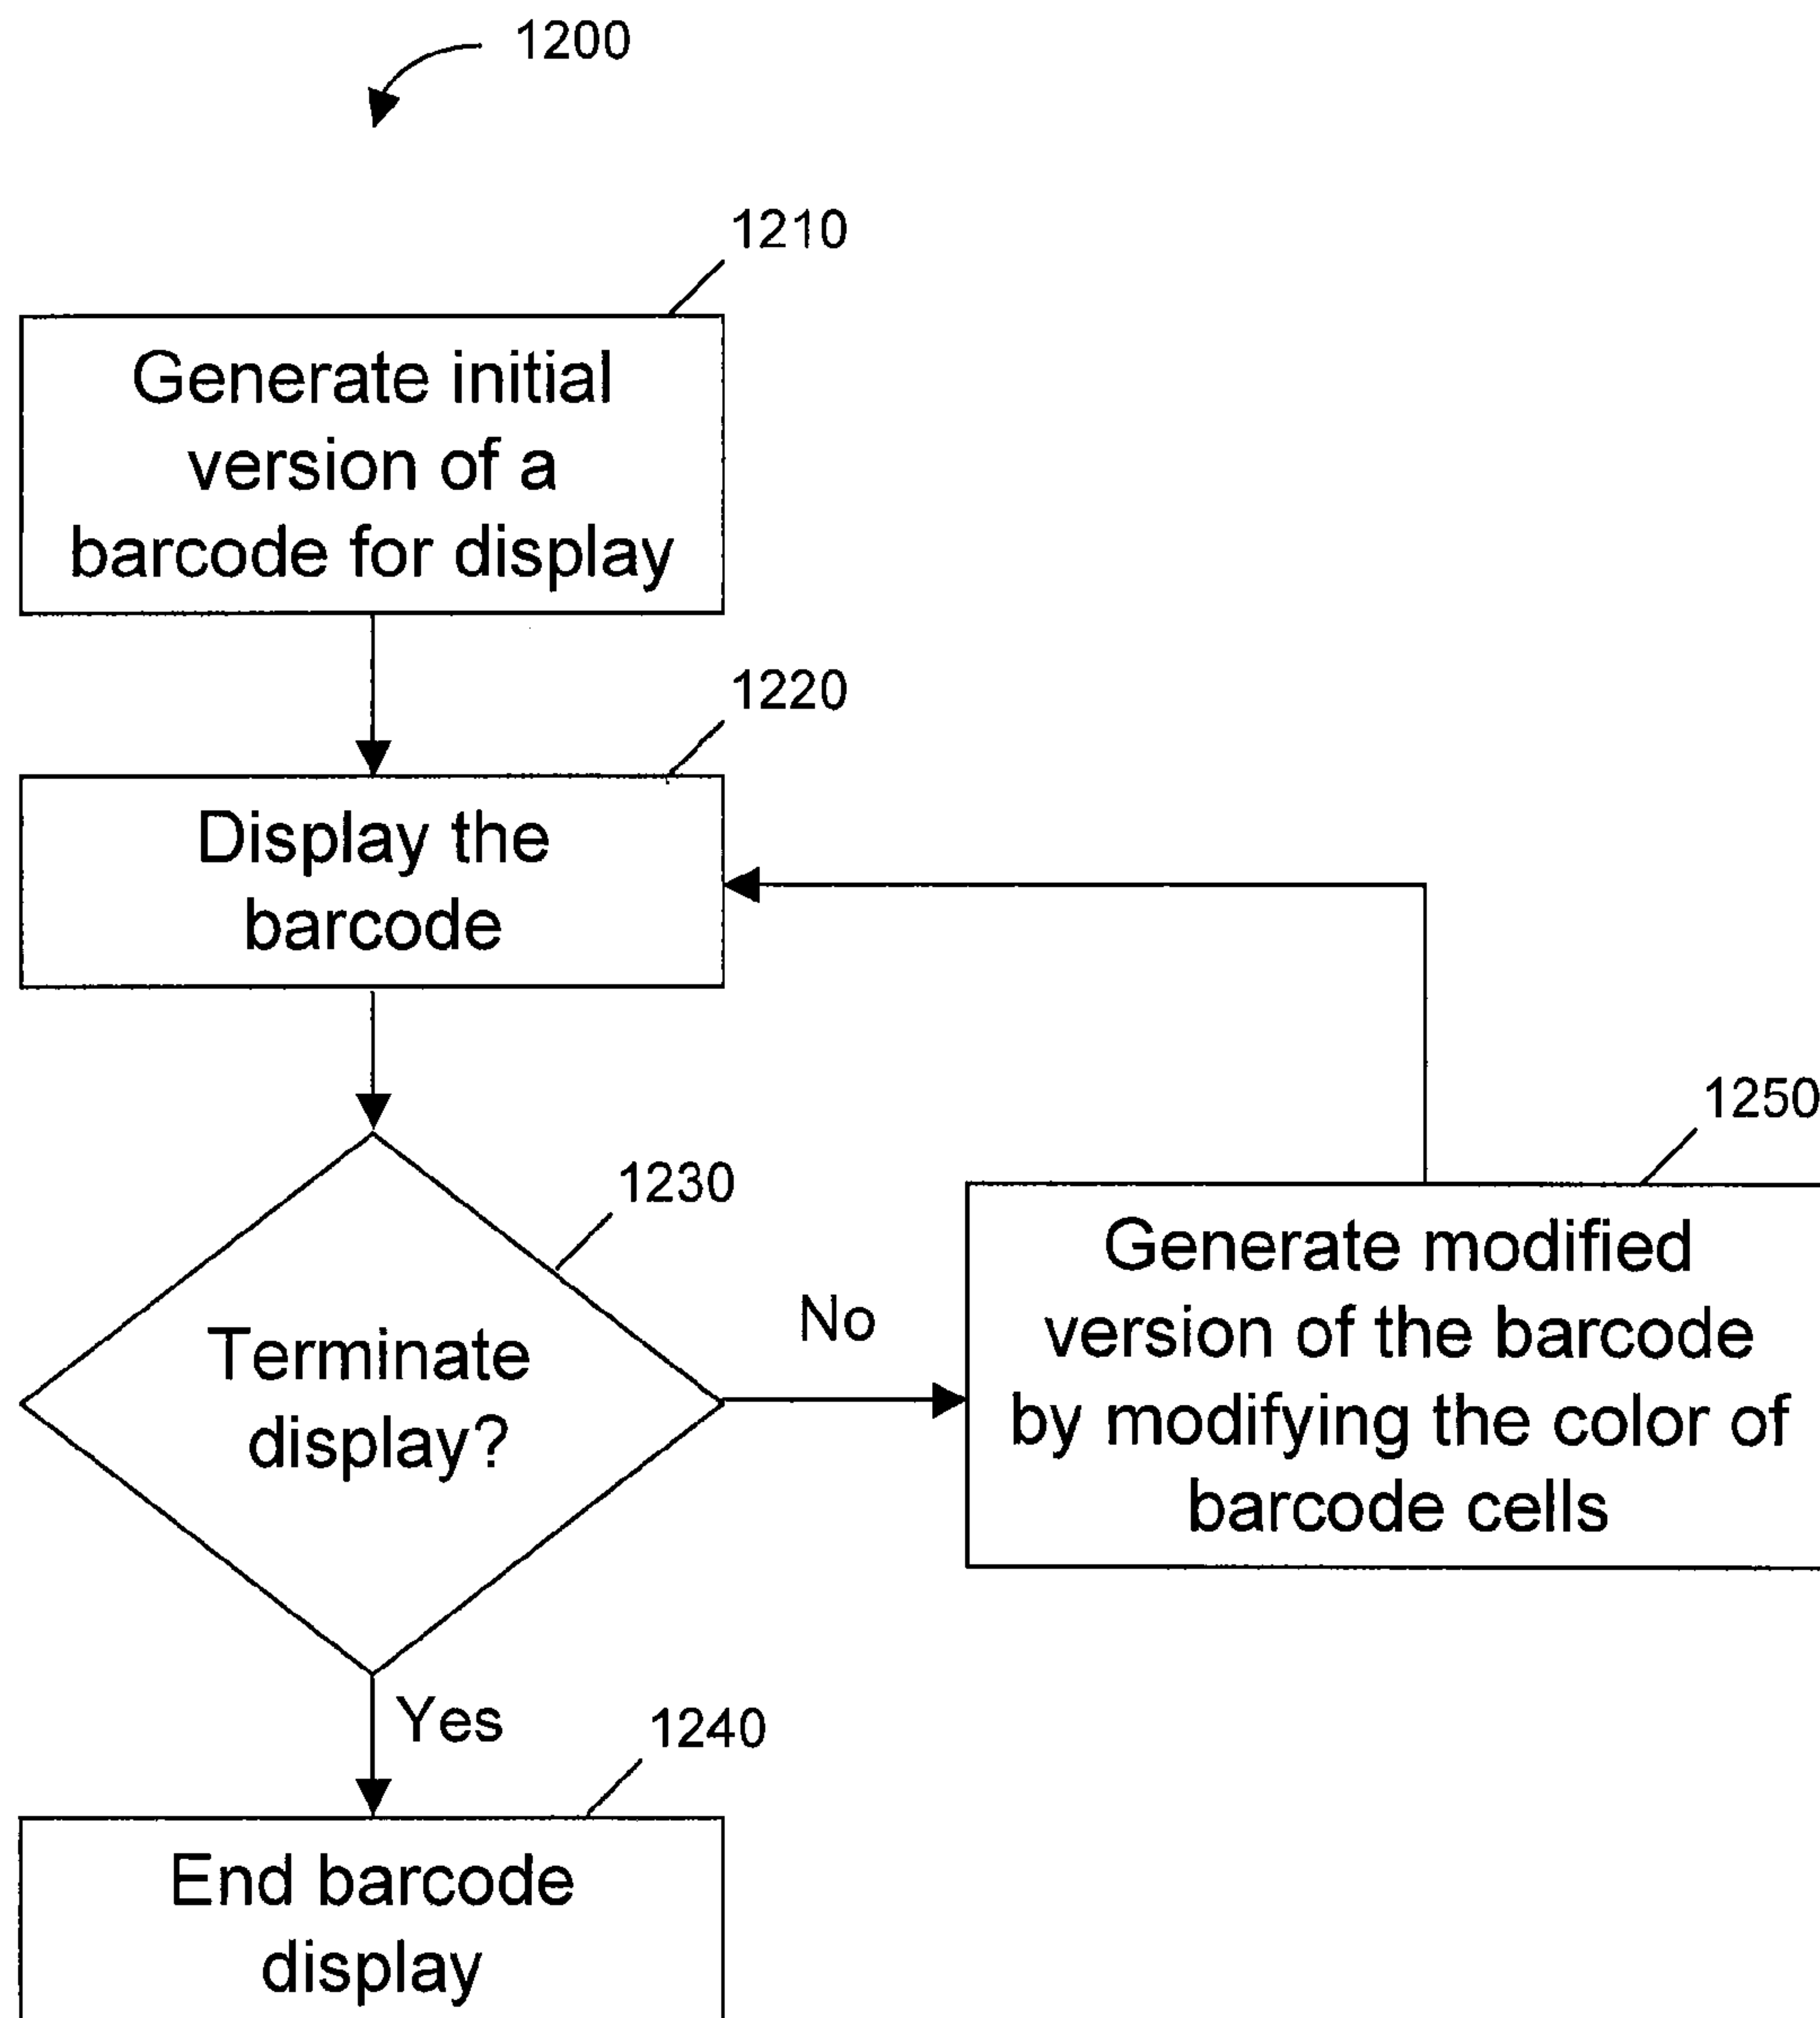 1200
1210
Generate initial
version of a
barcode for display
1220
Display the
barcode
1230
Terminate
display?
No
1250
Generate modified
version of the barcode
by modifying the color of
barcode cells
Yes
1240
End barcode
display